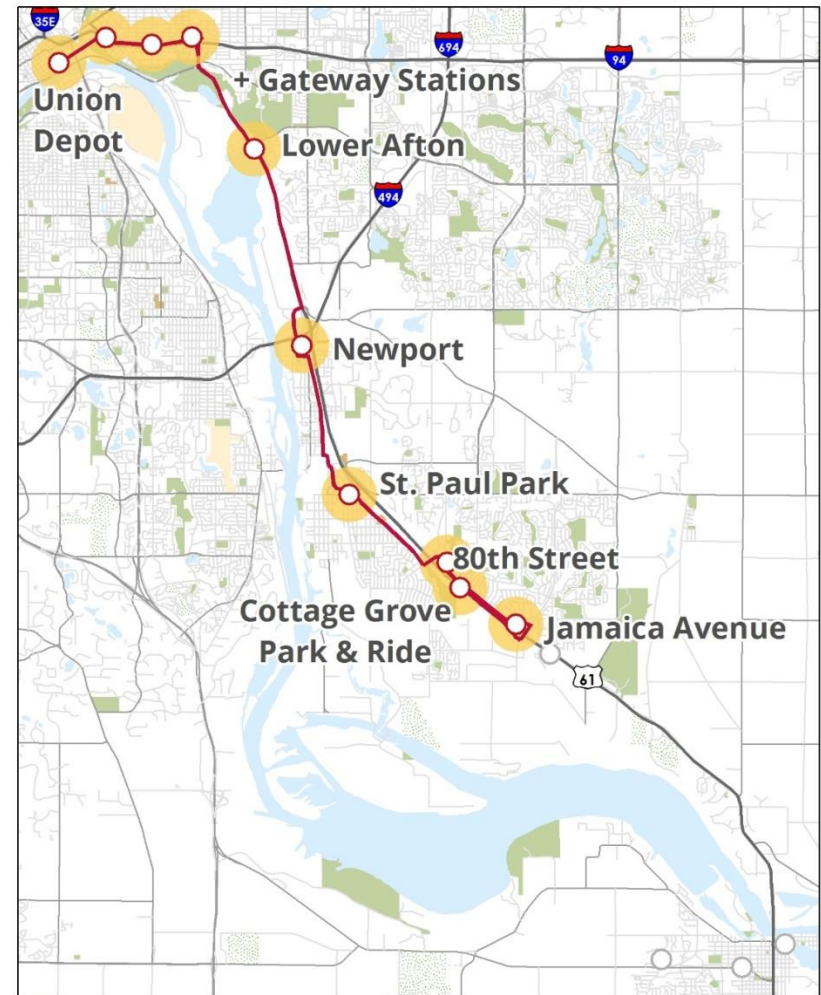 35E
694
94
+ Gateway Stations
Union
Depot
Lower Afton
494
Newport
St. Paul Park
80th Street
Cottage Grove
Park & Ride
Jamaica Avenue
61